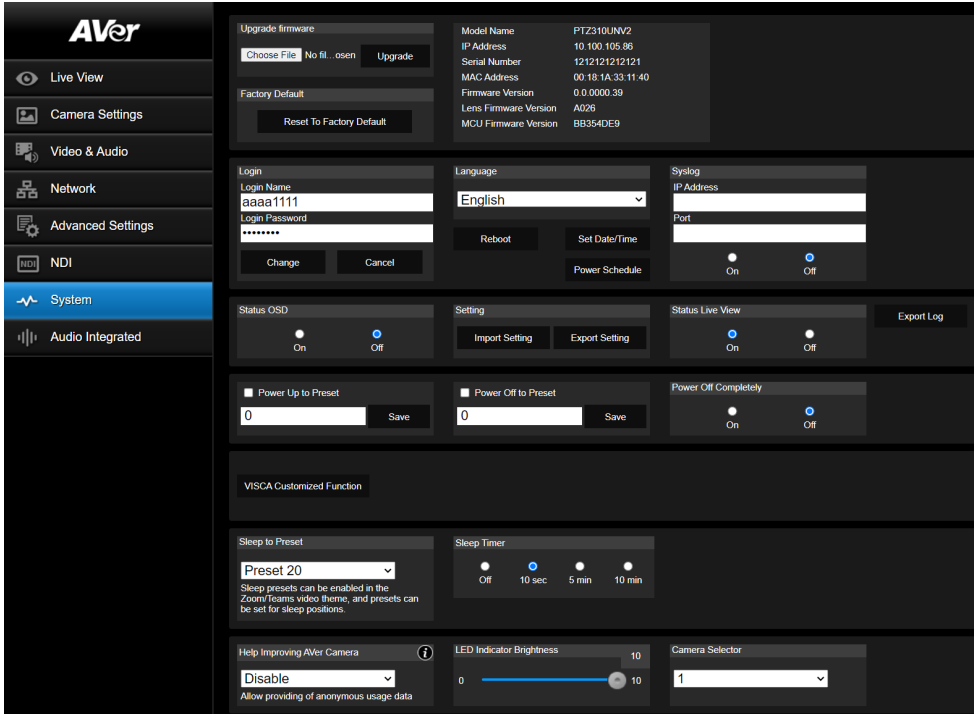 AVer
Live View
Camera Settings
Video & Audio
Network
Advanced Settings
NDI
NDI
System
Audio Integrated
Upgrade firmware
Choose File No fil...osen Upgrade
Factory Default
Reset To Factory Default
Model Name PTZ310UNV2
IP Address 10.100.105.86
Serial Number 1212121212121
MAC Address 00:18:1A:33:11:40
Firmware Version 0.0.0000.39
Lens Firmware Version A026
MCU Firmware Version BB354DE9
Login
Login Name
aaaa1111
Login Password
••••••••
Change Cancel
Language
English
Reboot Set Date/Time
Power Schedule
Syslog
IP Address
Port
On Off
Status OSD
On Off
Setting
Import Setting Export Setting
Status Live View
On Off
Export Log
Power Up to Preset
0 Save
Power Off to Preset
0 Save
Power Off Completely
On Off
VISCA Customized Function
Sleep to Preset
Preset 20
Sleep presets can be enabled in the
Zoom/Teams video theme, and presets can
be set for sleep positions.
Sleep Timer
Off 10 sec 5 min 10 min
Help Improving AVer Camera i
Disable
Allow providing of anonymous usage data
LED Indicator Brightness
10
0 10
Camera Selector
1